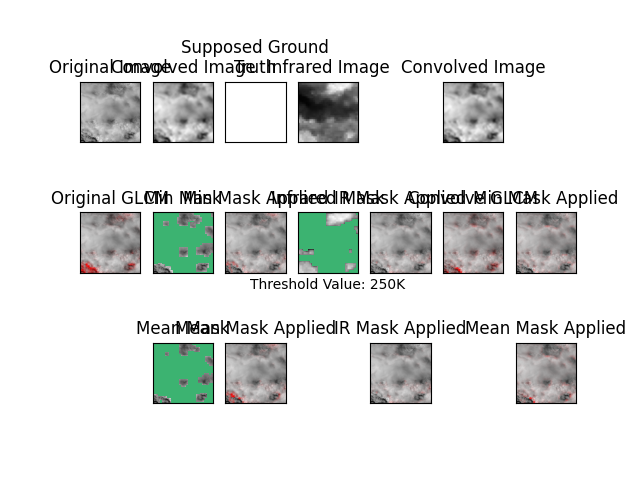 Supposed Ground
Original Image Convolved Image Truth Infrared Image Convolved Image
Original GLCM Min Mask Min Mask Applied Infrared Mask IR Mask Applied Convolved GLCM Min Mask Applied
Threshold Value: 250K
Mean Mask Mean Mask Applied IR Mask Applied Mean Mask Applied